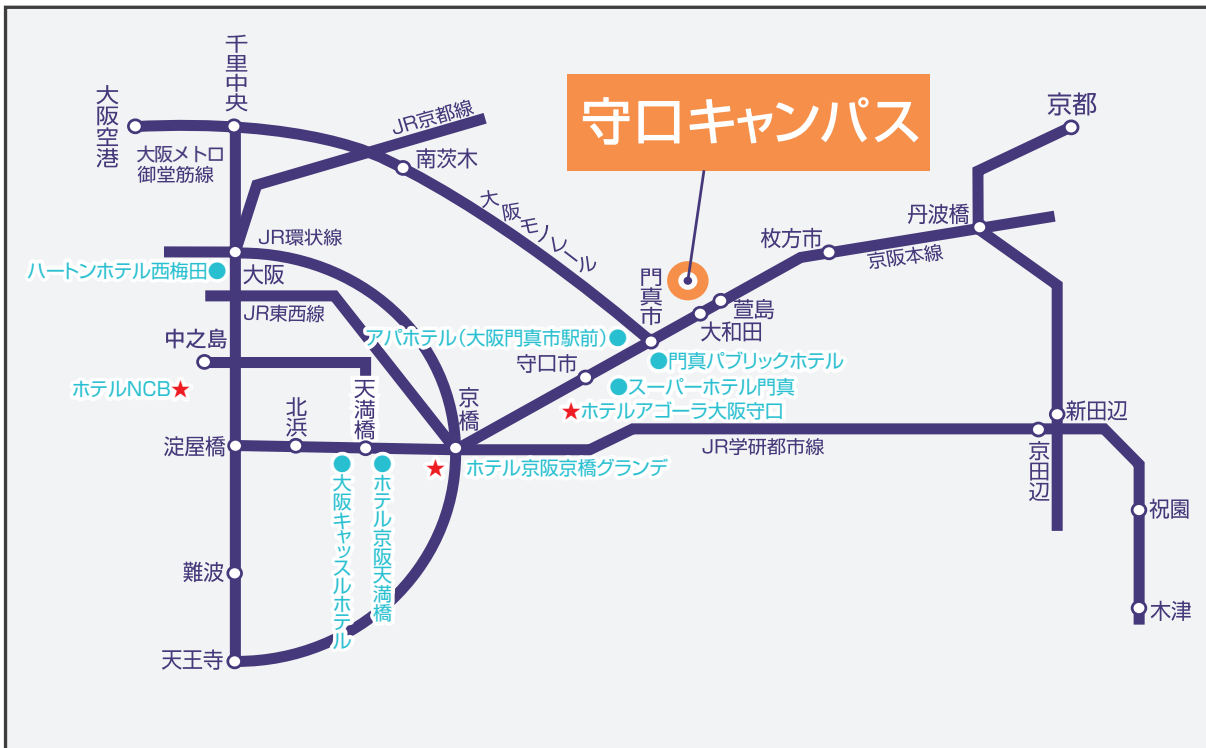 千里中央
大阪空港
大阪メトロ
御堂筋線
JR京都線
南茨木
大阪モノレール
守口キャンパス
京都
丹波橋
枚方市
京阪本線
JR環状線
ハートンホテル西梅田
大阪
JR東西線
門真市
萱島
大和田
中之島
アパホテル（大阪門真市駅前）
守口市
門真パブリックホテル
ホテルNCB★
スーパーホテル門真
★ホテルアゴーラ大阪守口
天満橋
北浜
京橋
淀屋橋
新田辺
JR学研都市線
京田辺
★ホテル京阪京橋グランデ
大阪キャッスルホテル
ホテル京阪天満橋
祝園
難波
木津
天王寺